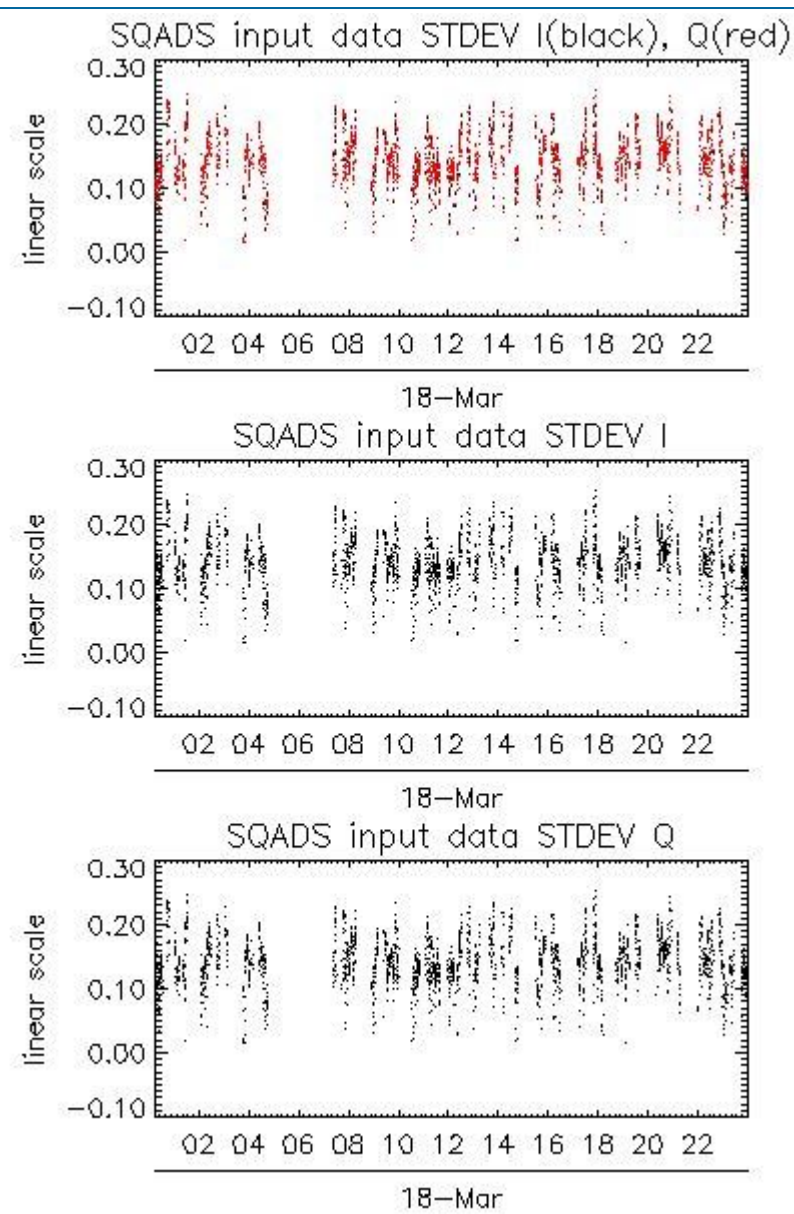 SQADS input data STDEV I(black), Q(red)
0.30
0.20
0.10
0.00
-0.10
linear scale
02 04 06 08 10 12 14 16 18 20 22
18-Mar
SQADS input data STDEV I
0.30
0.20
0.10
0.00
-0.10
linear scale
02 04 06 08 10 12 14 16 18 20 22
18-Mar
SQADS input data STDEV Q
0.30
0.20
0.10
0.00
-0.10
linear scale
02 04 06 08 10 12 14 16 18 20 22
18-Mar